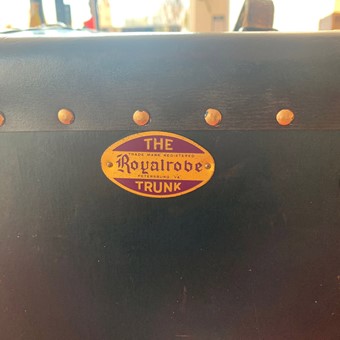 THE
TRADE MARK REGISTERED
Royalrobe
PETERSBURG VA
TRUNK